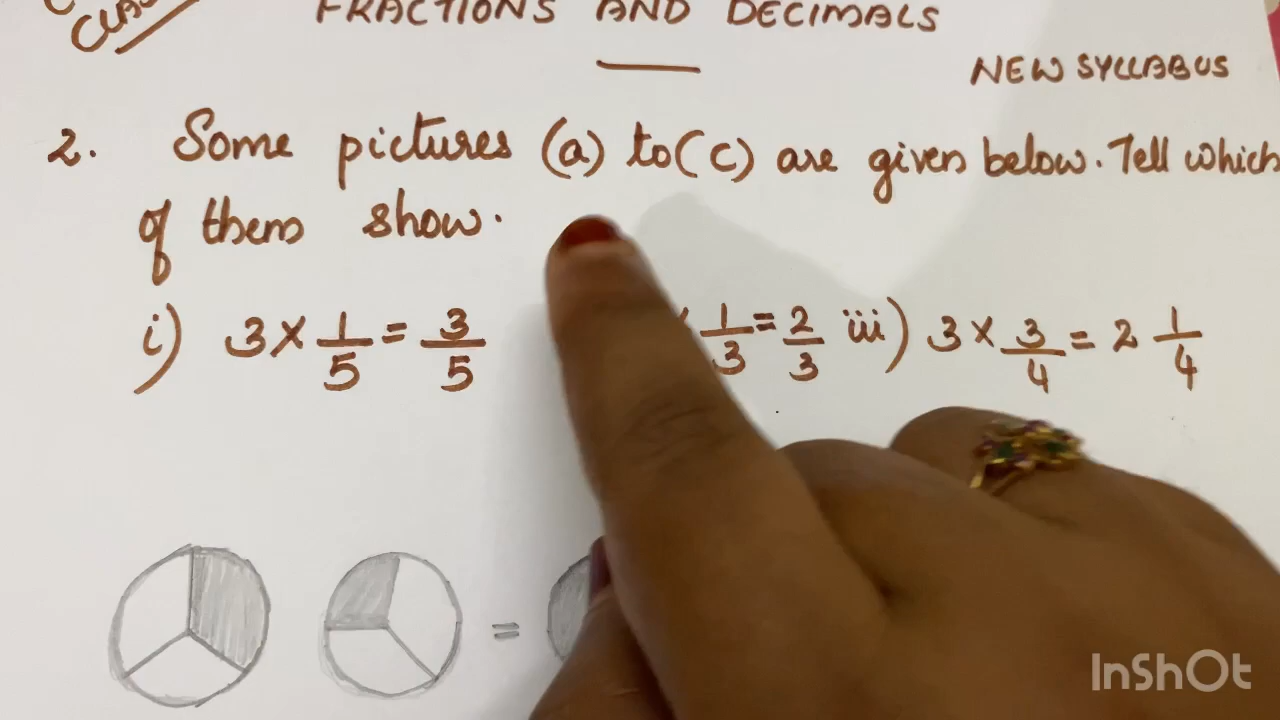 CLASS
FRACTIONS AND DECIMALS
NEW SYLLABUS
2. Some pictures (a) to (c) are given below. Tell which
of them show.
i) 3 × 1/5 = 3/5 1/3 = 2/3 iii) 3 × 3/4 = 2 1/4
=
InShOt